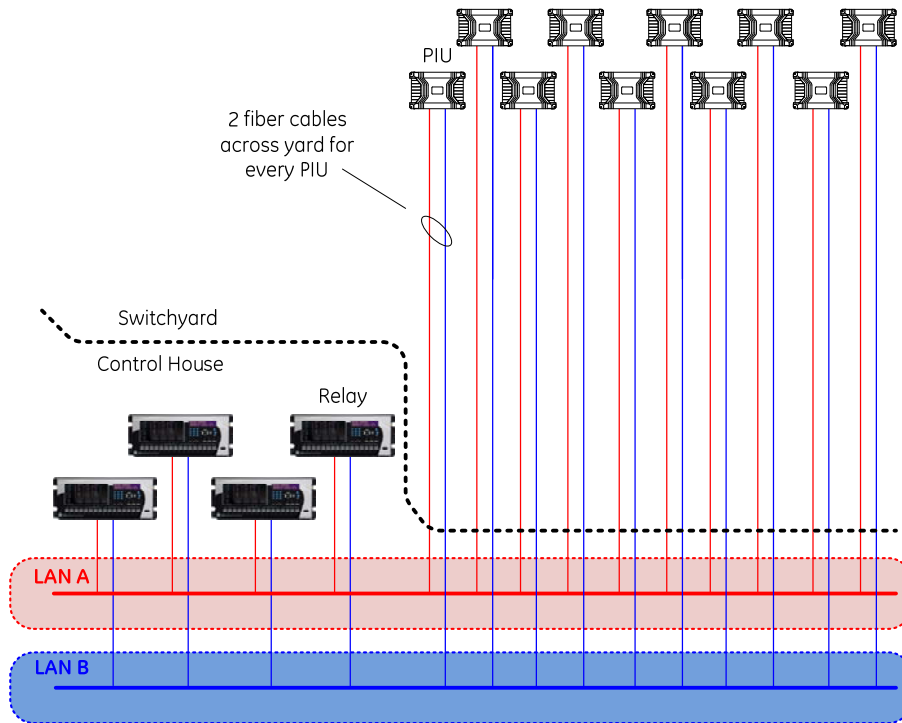 PIU
2 fiber cables
across yard for
every PIU
Switchyard
Control House
Relay
LAN A
LAN B